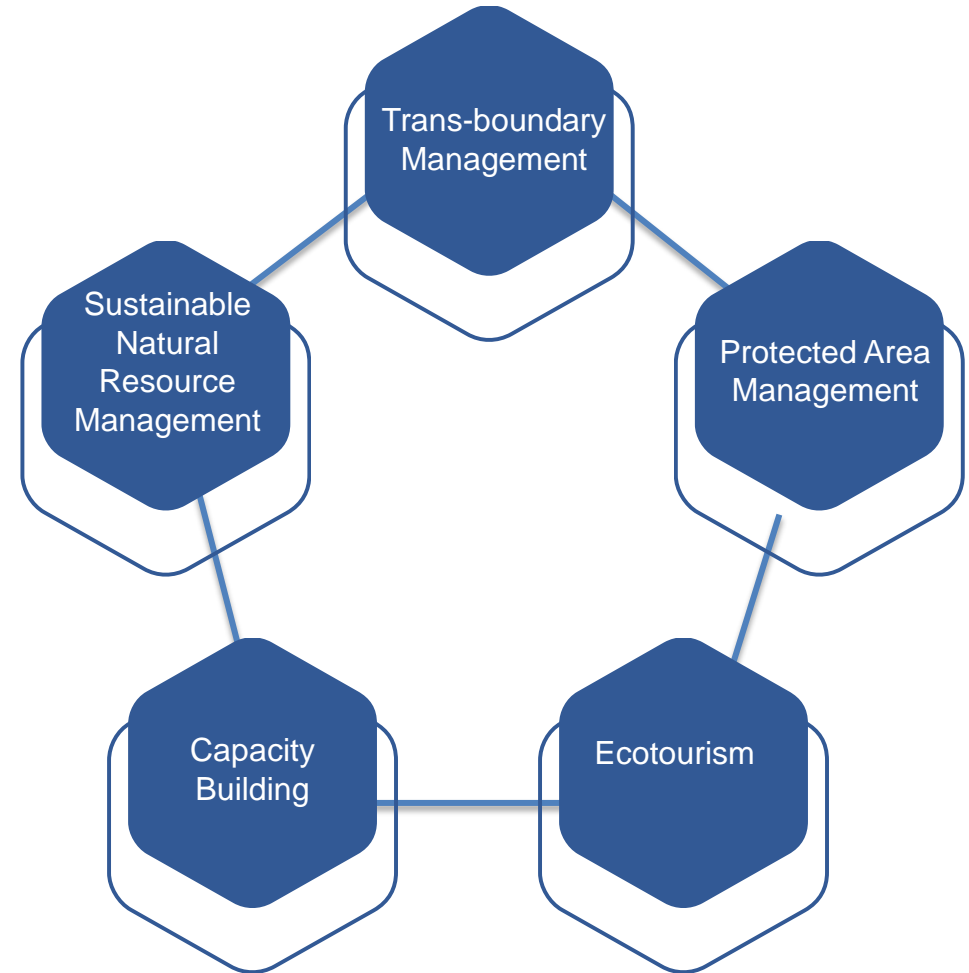 Trans-boundary
Management
Sustainable
Natural
Resource
Management
Protected Area
Management
Capacity
Building
Ecotourism